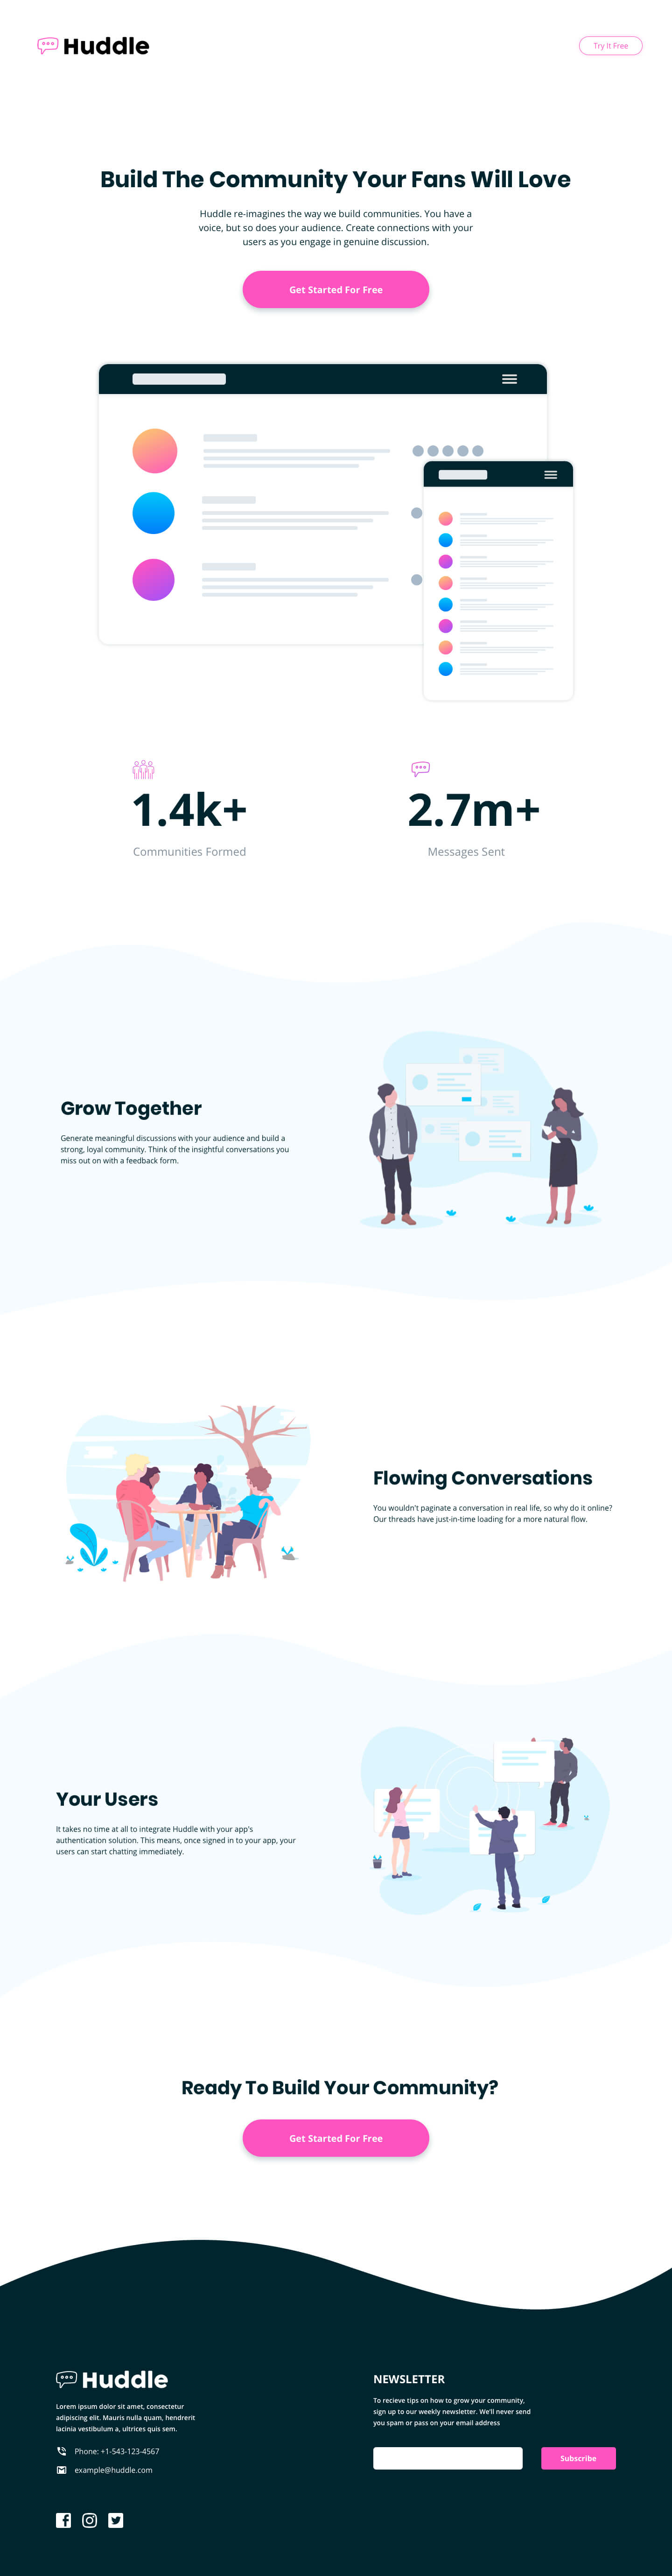 Huddle
Try It Free
Build The Community Your Fans Will Love
Huddle re-imagines the way we build communities. You have a
voice, but so does your audience. Create connections with your
users as you engage in genuine discussion.
Get Started For Free
1.4k+
Communities Formed
2.7m+
Messages Sent
Grow Together
Generate meaningful discussions with your audience and build a
strong, loyal community. Think of the insightful conversations you
miss out on with a feedback form.
Flowing Conversations
You wouldn't paginate a conversation in real life, so why do it online?
Our threads have just-in-time loading for a more natural flow.
Your Users
It takes no time at all to integrate Huddle with your app's
authentication solution. This means, once signed in to your app, your
users can start chatting immediately.
Ready To Build Your Community?
Get Started For Free
Huddle
Lorem ipsum dolor sit amet, consectetur
adipiscing elit. Mauris nulla quam, hendrerit
lacinia vestibulum a, ultrices quis sem.
Phone: +1-543-123-4567
example@huddle.com
NEWSLETTER
To recieve tips on how to grow your community,
sign up to our weekly newsletter. We'll never send
you spam or pass on your email address
Subscribe